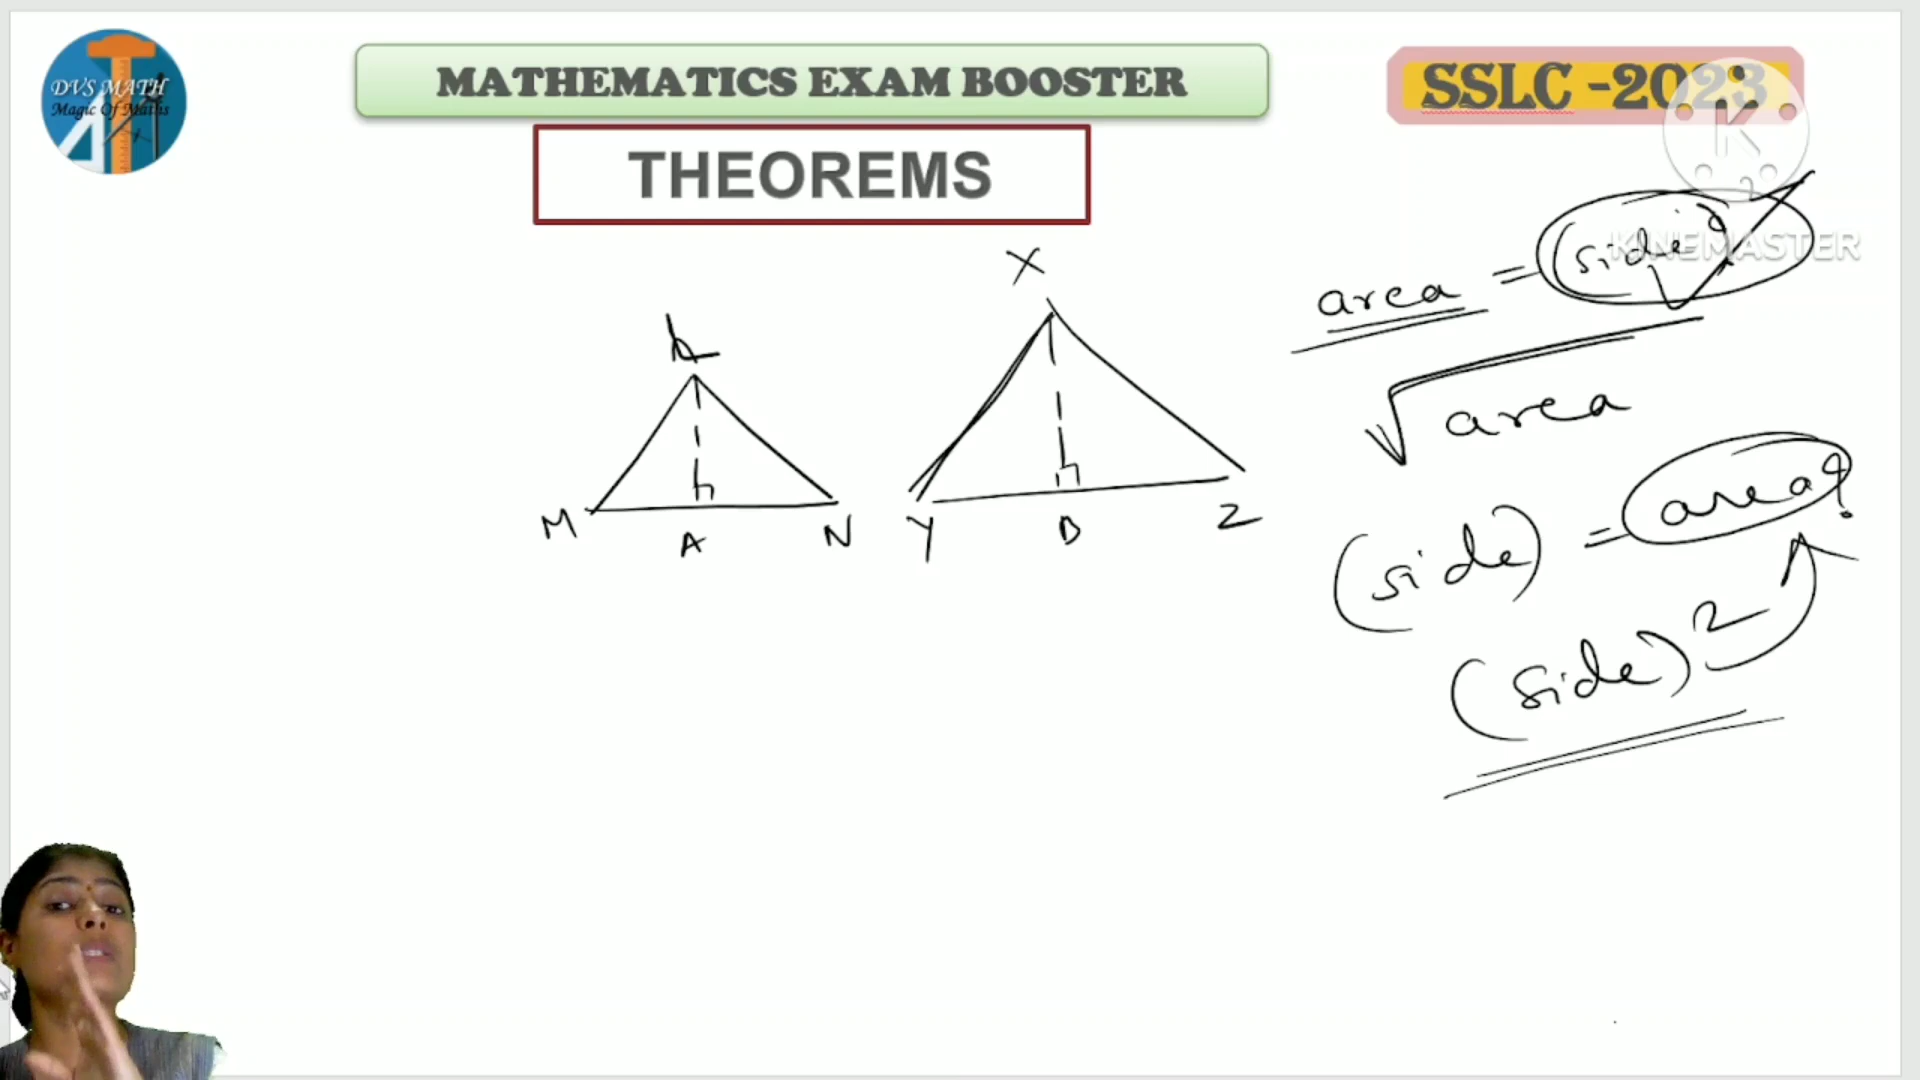 DVS MATH
Magic Of Maths
MATHEMATICS EXAM BOOSTER
SSLC -2023
K
KINEMASTER
THEOREMS
X
L
M
A
N
Y
B
Z
area = (side)²
√area
(side) = area?
(side)²